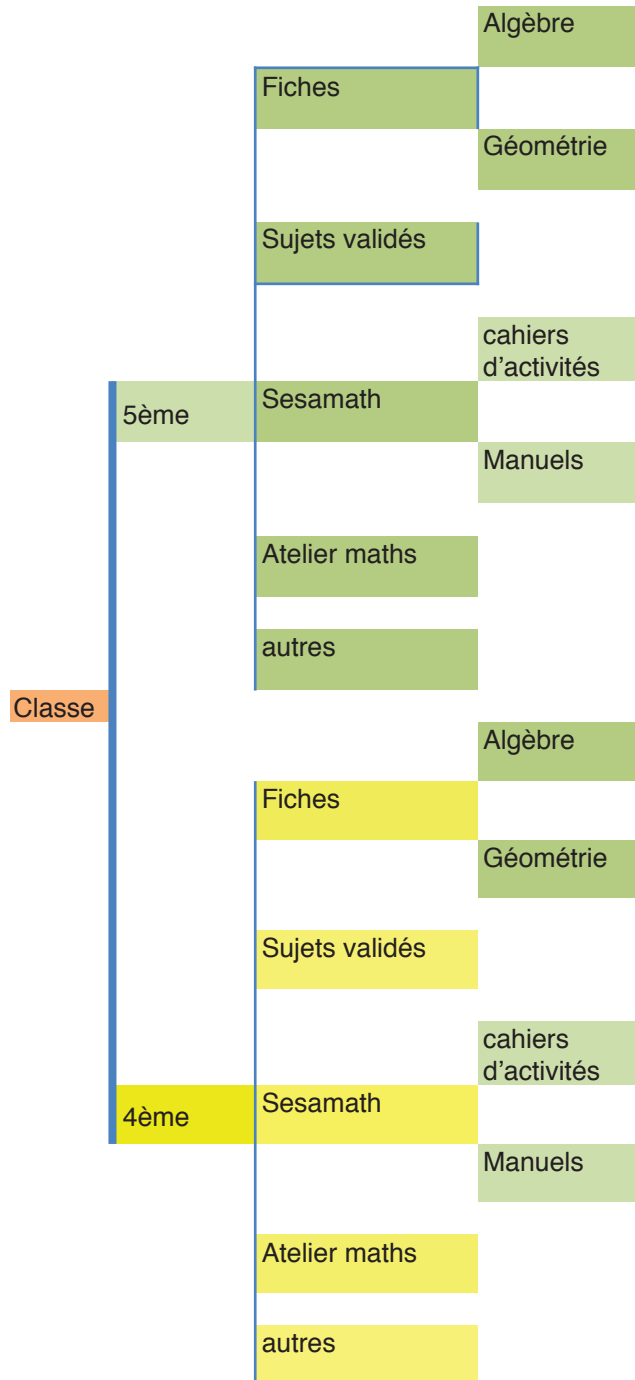 Algèbre
Fiches
Géométrie
Sujets validés
cahiers
d’activités
5ème
Sesamath
Manuels
Atelier maths
autres
Classe
Algèbre
Fiches
Géométrie
Sujets validés
cahiers
d’activités
4ème
Sesamath
Manuels
Atelier maths
autres